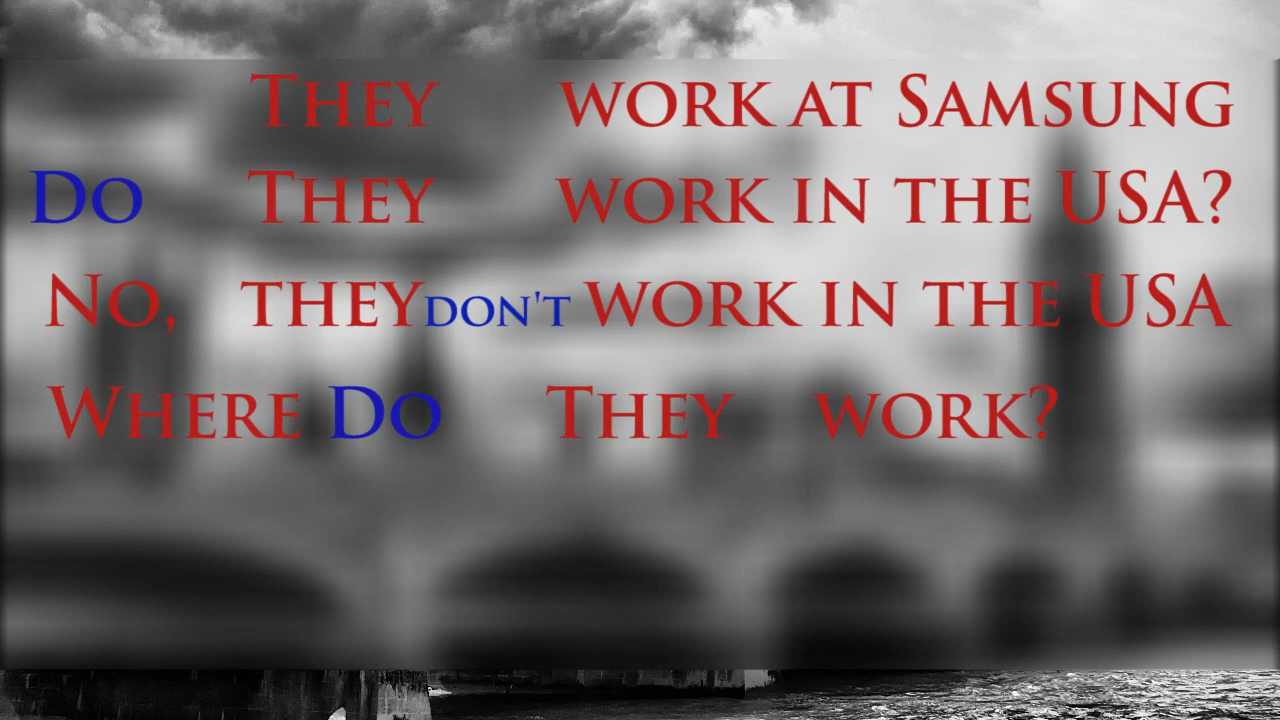 They work at Samsung
Do They work in the USA?
No, they don't work in the USA
Where Do They work?